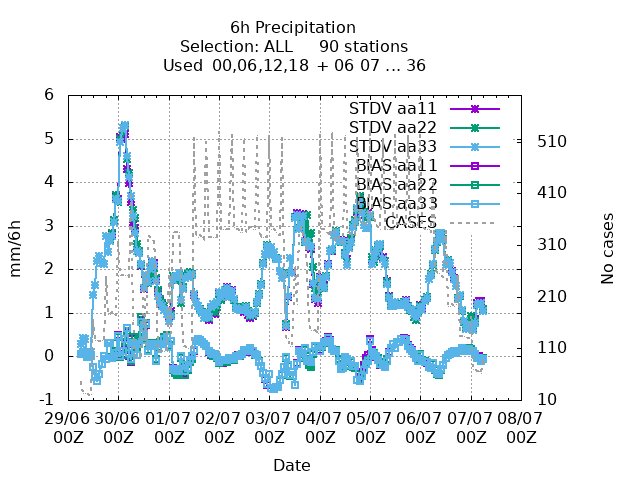 6h Precipitation
Selection: ALL 90 stations
Used 00,06,12,18 + 06 07 ... 36
6
5
4
3
2
1
0
-1
mm/6h
STDV aa11
STDV aa22
STDV aa33
BIAS aa11
BIAS aa22
BIAS aa33
CASES
510
410
310
210
110
10
No cases
29/06 30/06 01/07 02/07 03/07 04/07 05/07 06/07 07/07 08/07
00Z 00Z 00Z 00Z 00Z 00Z 00Z 00Z 00Z 00Z
Date